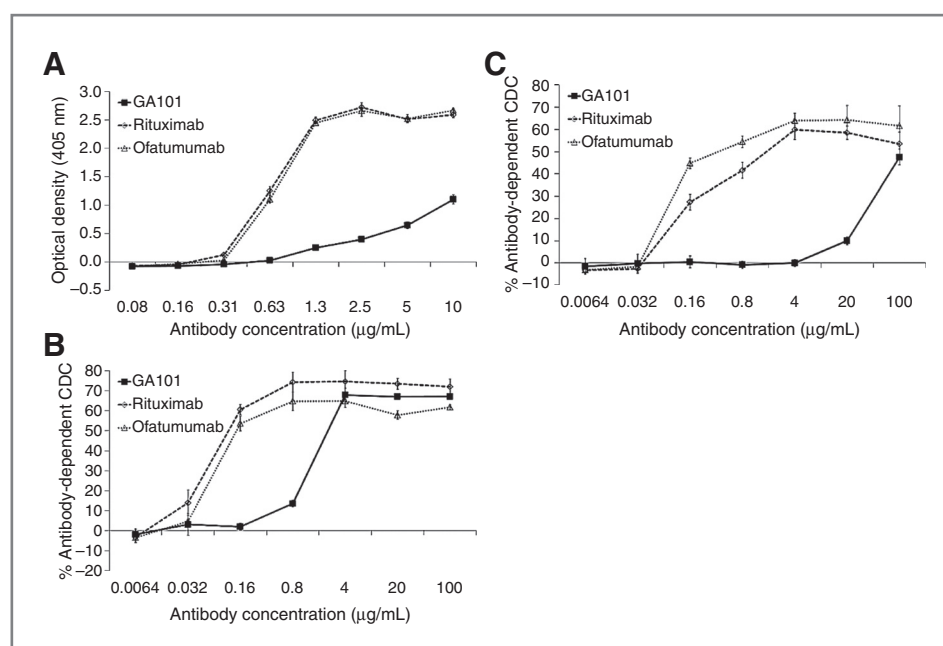 A
Optical density (405 nm)
3.0
2.5
2.0
1.5
1.0
0.5
0.0
–0.5
GA101
Rituximab
Ofatumumab
0.08 0.16 0.31 0.63 1.3 2.5 5 10
Antibody concentration (μg/mL)
B
% Antibody-dependent CDC
80
70
60
50
40
30
20
10
0
–10
–20
GA101
Rituximab
Ofatumumab
0.0064 0.032 0.16 0.8 4 20 100
Antibody concentration (μg/mL)
C
% Antibody-dependent CDC
80
70
60
50
40
30
20
10
0
–10
GA101
Rituximab
Ofatumumab
0.0064 0.032 0.16 0.8 4 20 100
Antibody concentration (μg/mL)